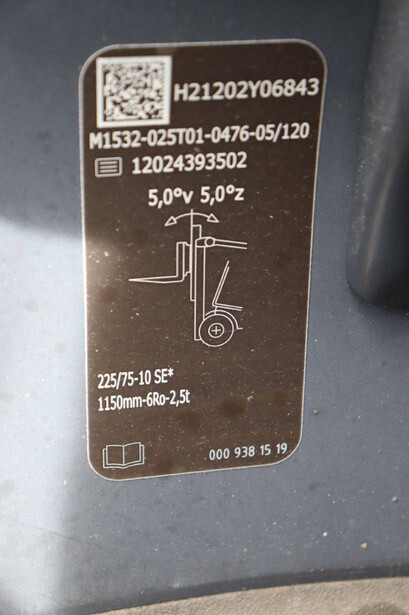 H21202Y06843
M1532-025T01-0476-05/120
12024393502
5,0°v 5,0°z
225/75-10 SE*
1150mm-6Ro-2,5t
000 938 15 19